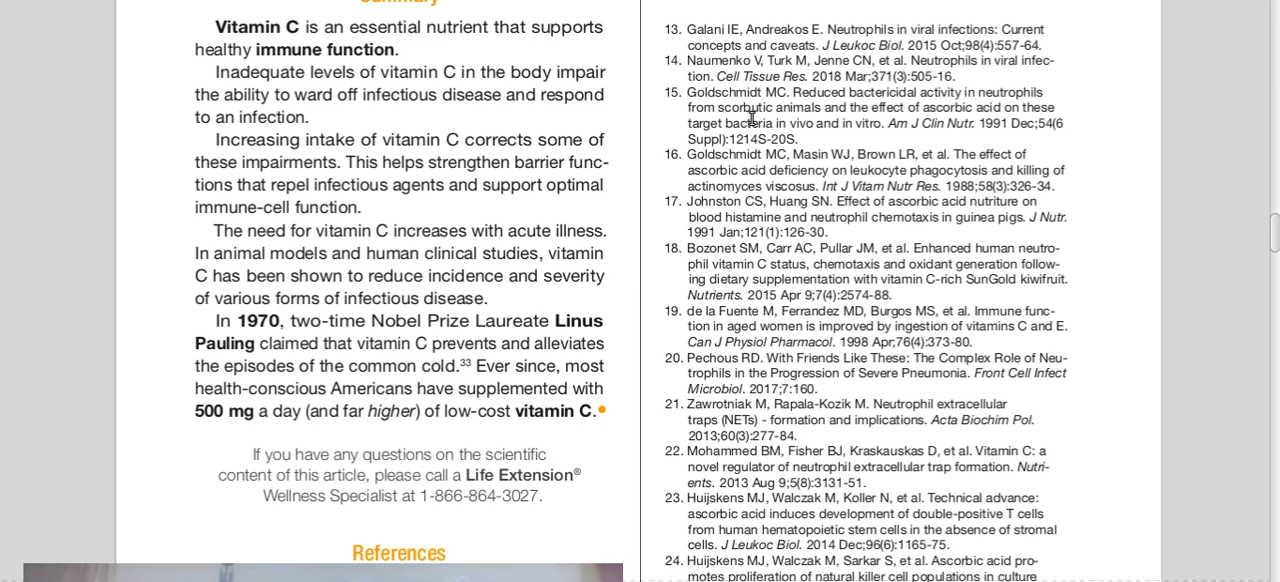 Summary
Vitamin C is an essential nutrient that supports
healthy immune function.
Inadequate levels of vitamin C in the body impair
the ability to ward off infectious disease and respond
to an infection.
Increasing intake of vitamin C corrects some of
these impairments. This helps strengthen barrier func-
tions that repel infectious agents and support optimal
immune-cell function.
The need for vitamin C increases with acute illness.
In animal models and human clinical studies, vitamin
C has been shown to reduce incidence and severity
of various forms of infectious disease.
In 1970, two-time Nobel Prize Laureate Linus
Pauling claimed that vitamin C prevents and alleviates
the episodes of the common cold.33 Ever since, most
health-conscious Americans have supplemented with
500 mg a day (and far higher) of low-cost vitamin C.
If you have any questions on the scientific
content of this article, please call a Life Extension®
Wellness Specialist at 1-866-864-3027.
References
13. Galani IE, Andreakos E. Neutrophils in viral infections: Current
concepts and caveats. J Leukoc Biol. 2015 Oct;98(4):557-64.
14. Naumenko V, Turk M, Jenne CN, et al. Neutrophils in viral infec-
tion. Cell Tissue Res. 2018 Mar;371(3):505-16.
15. Goldschmidt MC. Reduced bactericidal activity in neutrophils
from scorbutic animals and the effect of ascorbic acid on these
target bacteria in vivo and in vitro. Am J Clin Nutr. 1991 Dec;54(6
Suppl):1214S-20S.
16. Goldschmidt MC, Masin WJ, Brown LR, et al. The effect of
ascorbic acid deficiency on leukocyte phagocytosis and killing of
actinomyces viscosus. Int J Vitam Nutr Res. 1988;58(3):326-34.
17. Johnston CS, Huang SN. Effect of ascorbic acid nutriture on
blood histamine and neutrophil chemotaxis in guinea pigs. J Nutr.
1991 Jan;121(1):126-30.
18. Bozonet SM, Carr AC, Pullar JM, et al. Enhanced human neutro-
phil vitamin C status, chemotaxis and oxidant generation follow-
ing dietary supplementation with vitamin C-rich SunGold kiwifruit.
Nutrients. 2015 Apr 9;7(4):2574-88.
19. de la Fuente M, Ferrandez MD, Burgos MS, et al. Immune func-
tion in aged women is improved by ingestion of vitamins C and E.
Can J Physiol Pharmacol. 1998 Apr;76(4):373-80.
20. Pechous RD. With Friends Like These: The Complex Role of Neu-
trophils in the Progression of Severe Pneumonia. Front Cell Infect
Microbiol. 2017;7:160.
21. Zawrotniak M, Rapala-Kozik M. Neutrophil extracellular
traps (NETs) - formation and implications. Acta Biochim Pol.
2013;60(3):277-84.
22. Mohammed BM, Fisher BJ, Kraskauskas D, et al. Vitamin C: a
novel regulator of neutrophil extracellular trap formation. Nutri-
ents. 2013 Aug 9;5(8):3131-51.
23. Huijskens MJ, Walczak M, Koller N, et al. Technical advance:
ascorbic acid induces development of double-positive T cells
from human hematopoietic stem cells in the absence of stromal
cells. J Leukoc Biol. 2014 Dec;96(6):1165-75.
24. Huijskens MJ, Walczak M, Sarkar S, et al. Ascorbic acid pro-
motes proliferation of natural killer cell populations in culture